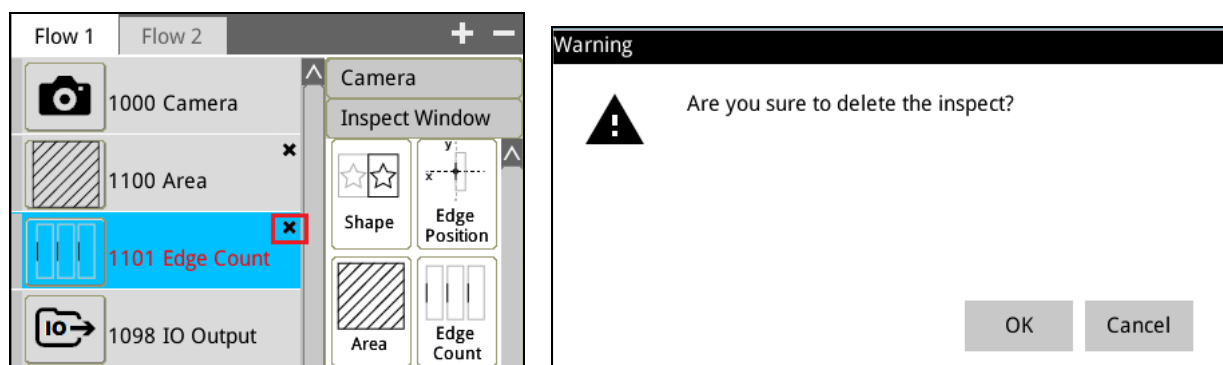 Flow 1
Flow 2
1000 Camera
1100 Area
1101 Edge Count
IO
1098 IO Output
Camera
Inspect Window
y
x
Shape
Edge
Position
Area
Edge
Count
Warning
Are you sure to delete the inspect?
OK
Cancel